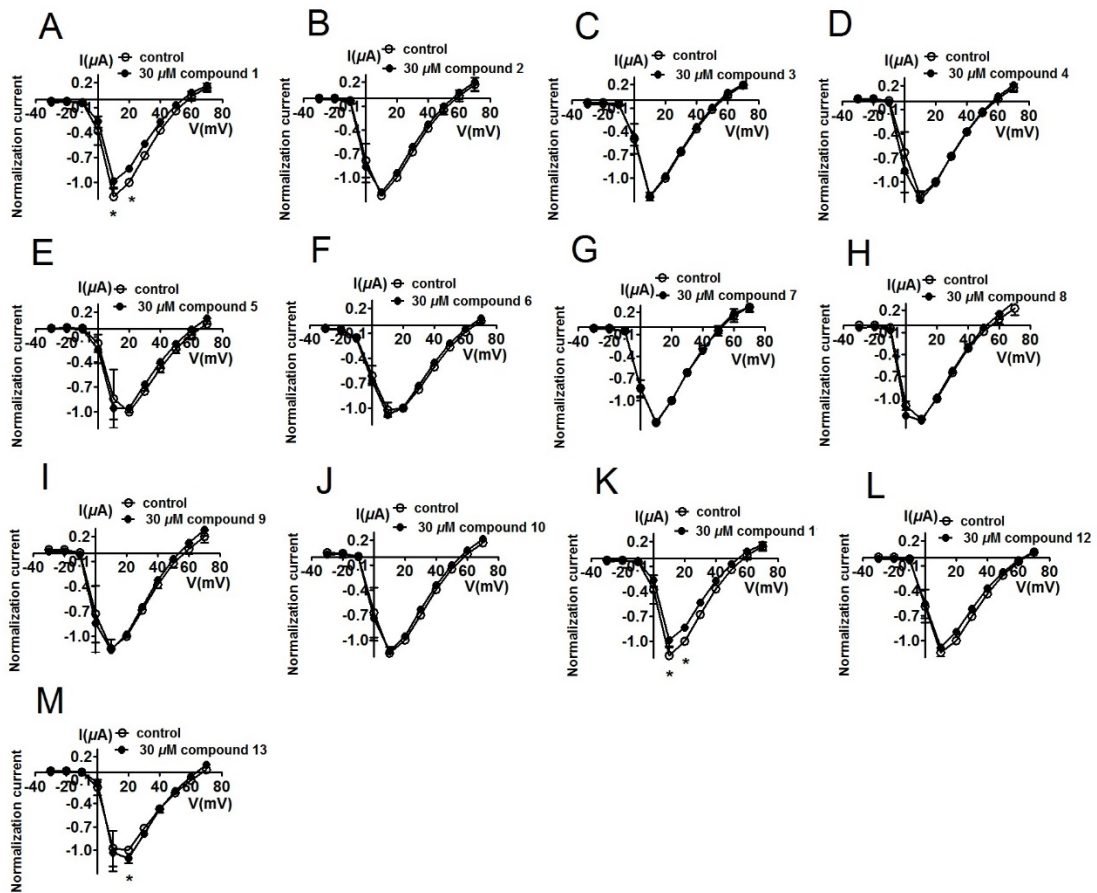 A
I(µA)
control
30 µM compound 1
Normalization current
0.2
-0.1
-0.4
-0.7
-1.0
-40 -20 20 40 60 80
V(mV)
* *
B
I(µA)
control
30 µM compound 2
Normalization current
0.2
-0.1
-0.4
-0.7
-1.0
-40 -20 20 40 60 80
V(mV)
C
I(µA)
control
30 µM compound 3
Normalization current
0.2
-0.1
-0.4
-0.7
-1.0
-40 -20 20 40 60 80
V(mV)
D
I(µA)
control
30 µM compound 4
Normalization current
0.2
-0.1
-0.4
-0.7
-1.0
-40 -20 20 40 60 80
V(mV)
E
I(µA)
control
30 µM compound 5
Normalization current
0.2
-0.1
-0.4
-0.7
-1.0
-40 -20 20 40 60 80
V(mV)
F
I(µA)
control
30 µM compound 6
Normalization current
0.2
-0.1
-0.4
-0.7
-1.0
-40 -20 20 40 60 80
V(mV)
G
I(µA)
control
30 µM compound 7
Normalization current
0.2
-0.1
-0.4
-0.7
-1.0
-40 -20 20 40 60 80
V(mV)
H
I(µA)
control
30 µM compound 8
Normalization current
0.2
-0.1
-0.4
-0.7
-1.0
-40 -20 20 40 60 80
V(mV)
I
I(µA)
control
30 µM compound 9
Normalization current
0.2
-0.1
-0.4
-0.7
-1.0
-40 -20 20 40 60 80
V(mV)
J
I(µA)
control
30 µM compound 10
Normalization current
0.2
-0.1
-0.4
-0.7
-1.0
-40 -20 20 40 60 80
V(mV)
K
I(µA)
control
30 µM compound 1
Normalization current
0.2
-0.1
-0.4
-0.7
-1.0
-40 -20 20 40 60 80
V(mV)
* *
L
I(µA)
control
30 µM compound 12
Normalization current
0.2
-0.1
-0.4
-0.7
-1.0
-40 -20 20 40 60 80
V(mV)
M
I(µA)
control
30 µM compound 13
Normalization current
0.2
-0.1
-0.4
-0.7
-1.0
-40 -20 20 40 60 80
V(mV)
*